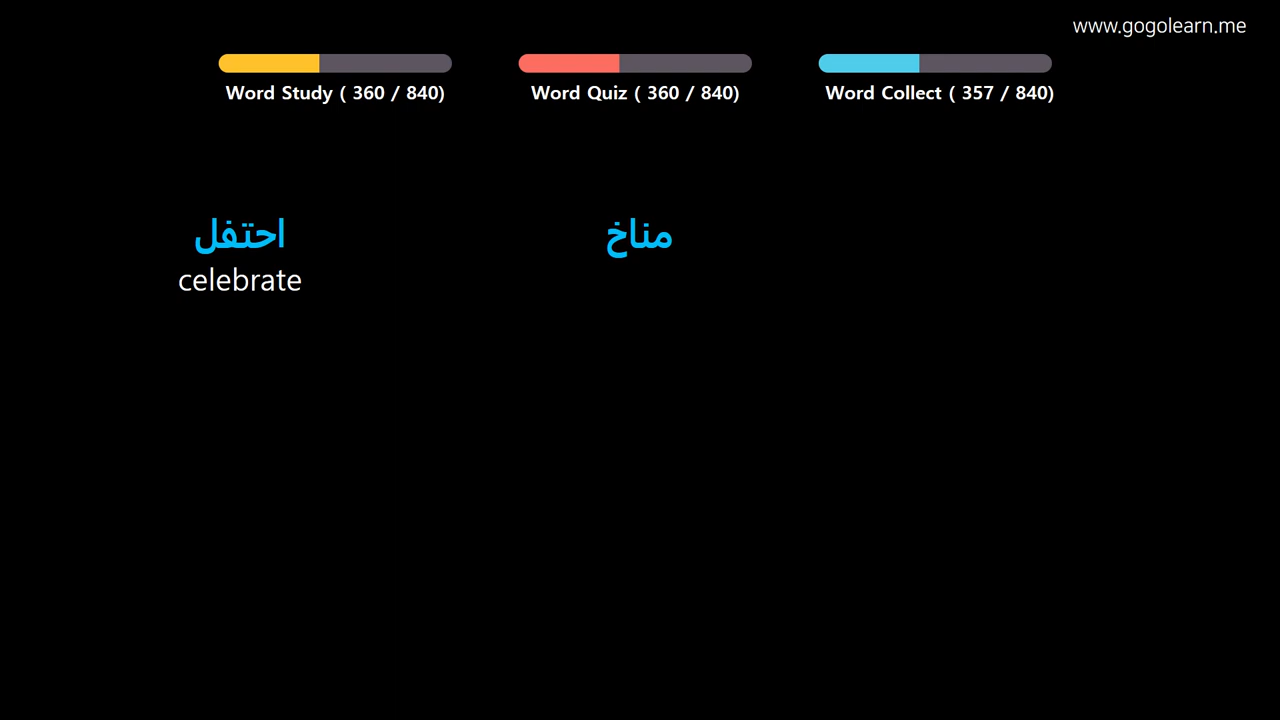 www.gogolearn.me
Word Study ( 360 / 840)
Word Quiz ( 360 / 840)
Word Collect ( 357 / 840)
احتفل
celebrate
مناخ